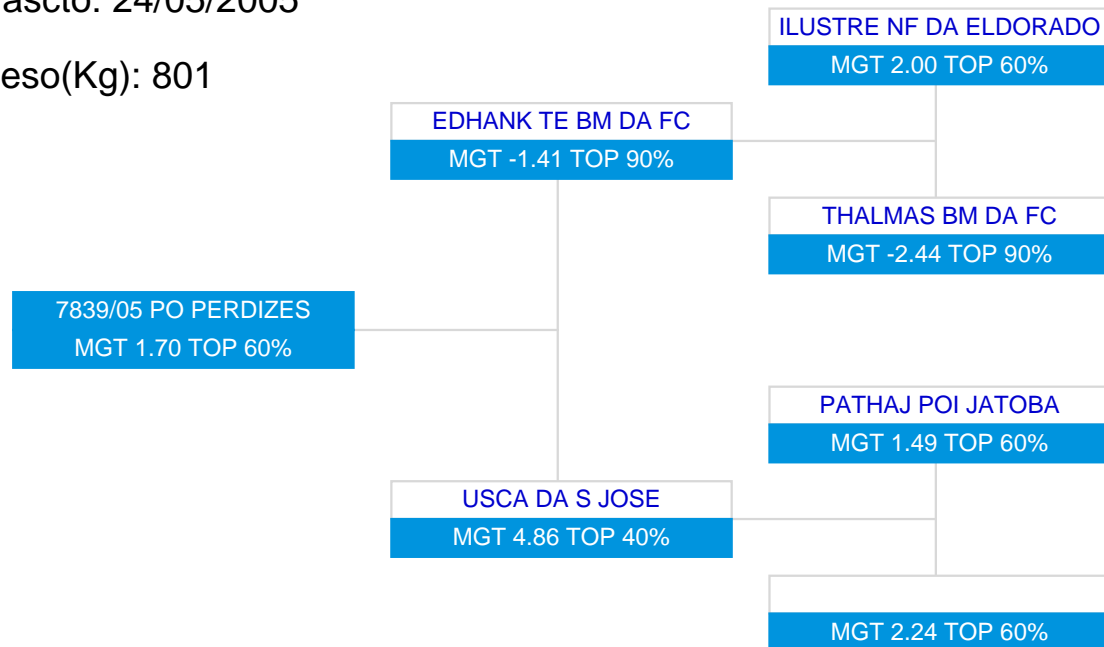 ascto: 24/05/2005
eso(Kg): 801
ILUSTRE NF DA ELDORADO
MGT 2.00 TOP 60%
EDHANK TE BM DA FC
MGT -1.41 TOP 90%
THALMAS BM DA FC
MGT -2.44 TOP 90%
7839/05 PO PERDIZES
MGT 1.70 TOP 60%
PATHAJ POI JATOBA
MGT 1.49 TOP 60%
USCA DA S JOSE
MGT 4.86 TOP 40%
MGT 2.24 TOP 60%